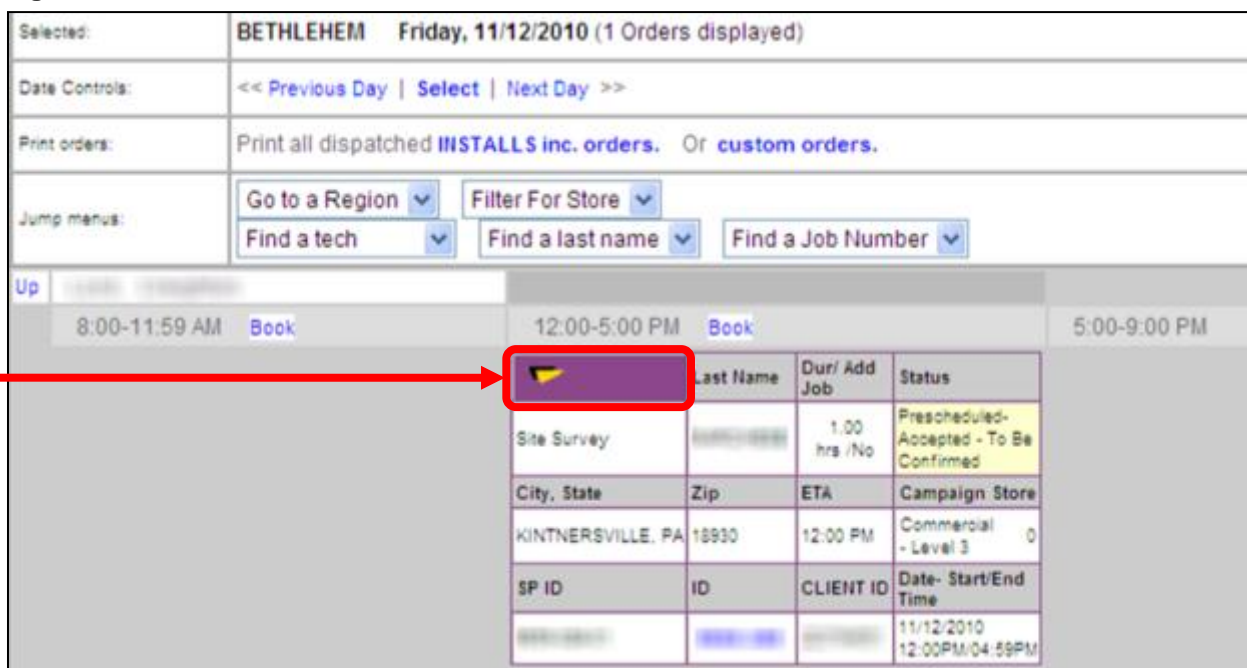 Selected: BETHLEHEM Friday, 11/12/2010 (1 Orders displayed)
Date Controls: << Previous Day | Select | Next Day >>
Print orders: Print all dispatched INSTALLS inc. orders. Or custom orders.
Jump menus:
Go to a Region Filter For Store
Find a tech Find a last name Find a Job Number
Up
8:00-11:59 AM Book 12:00-5:00 PM Book 5:00-9:00 PM
Last Name Dur/ Add Job Status
Site Survey 1.00 hrs /No Prescheduled- Accepted - To Be Confirmed
City, State Zip ETA Campaign Store
KINTNERSVILLE, PA 18930 12:00 PM Commercial - Level 3 0
SP ID ID CLIENT ID Date- Start/End Time
11/12/2010 12:00PM/04:59PM